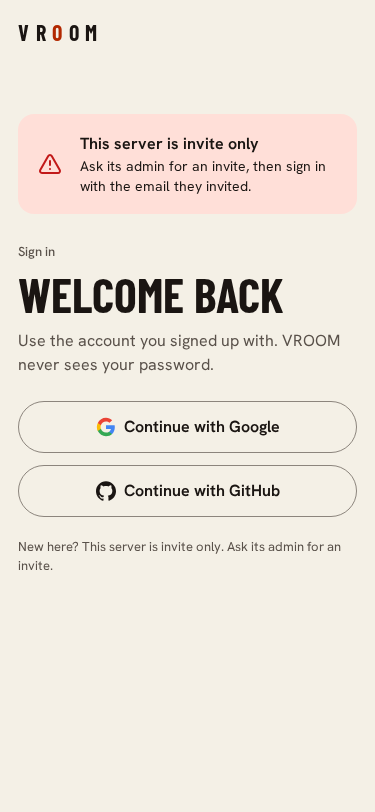 VROOM
This server is invite only
Ask its admin for an invite, then sign in
with the email they invited.
Sign in
WELCOME BACK
Use the account you signed up with. VROOM
never sees your password.
Continue with Google
Continue with GitHub
New here? This server is invite only. Ask its admin for an
invite.